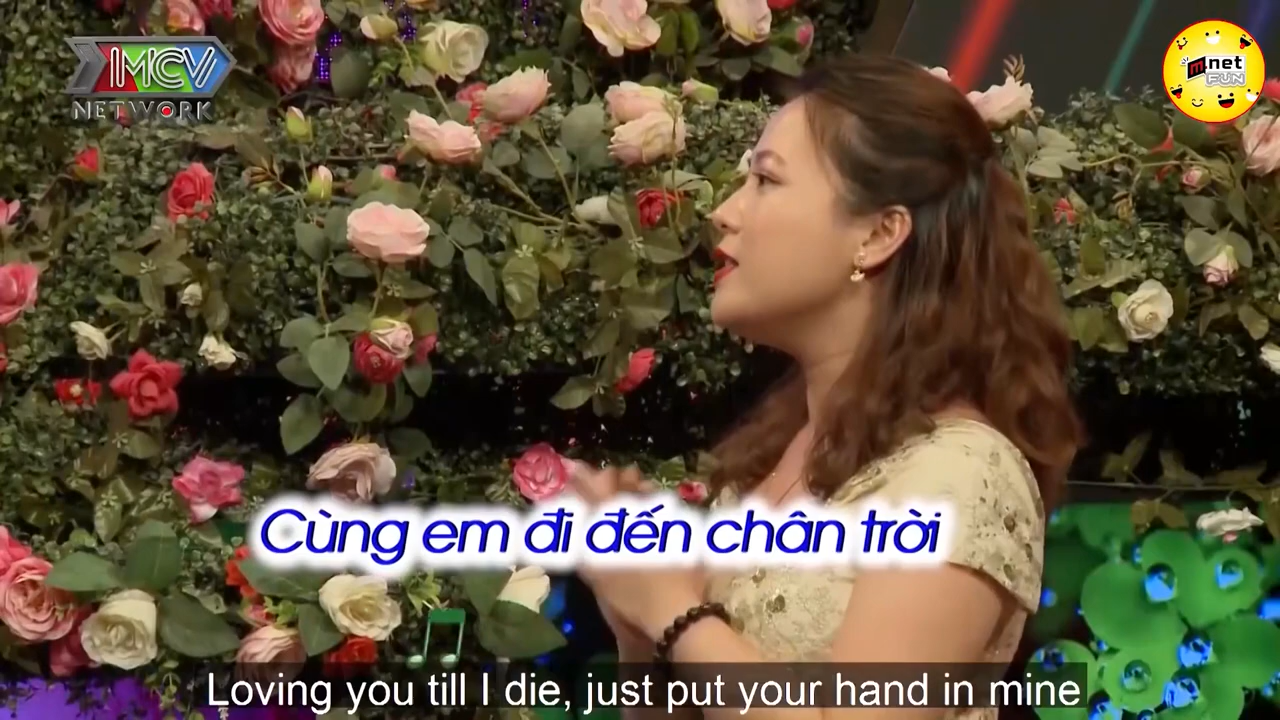 MCV
NETWORK
mnet
FUN
Cùng em đi đến chân trời
Loving you till I die, just put your hand in mine